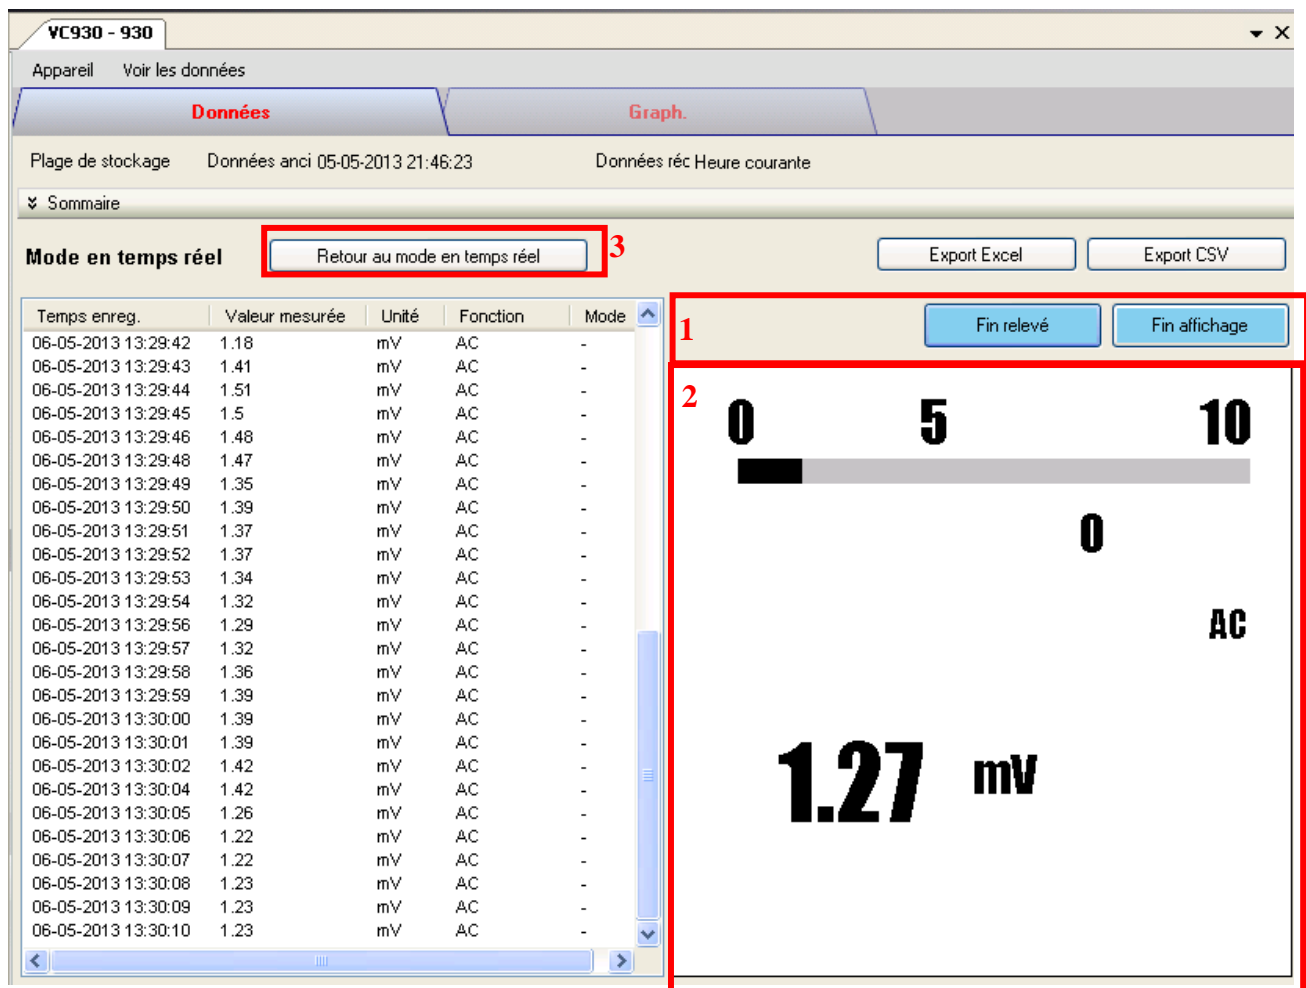 VC930 - 930
Appareil Voir les données
Données Graph.
Plage de stockage Données anci 05-05-2013 21:46:23 Données réc Heure courante
Sommaire
Mode en temps réel Retour au mode en temps réel 3 Export Excel Export CSV
Temps enreg. Valeur mesurée Unité Fonction Mode
06-05-2013 13:29:42 1.18 mV AC -
06-05-2013 13:29:43 1.41 mV AC -
06-05-2013 13:29:44 1.51 mV AC -
06-05-2013 13:29:45 1.5 mV AC -
06-05-2013 13:29:46 1.48 mV AC -
06-05-2013 13:29:48 1.47 mV AC -
06-05-2013 13:29:49 1.35 mV AC -
06-05-2013 13:29:50 1.39 mV AC -
06-05-2013 13:29:51 1.37 mV AC -
06-05-2013 13:29:52 1.37 mV AC -
06-05-2013 13:29:53 1.34 mV AC -
06-05-2013 13:29:54 1.32 mV AC -
06-05-2013 13:29:56 1.29 mV AC -
06-05-2013 13:29:57 1.32 mV AC -
06-05-2013 13:29:58 1.36 mV AC -
06-05-2013 13:29:59 1.39 mV AC -
06-05-2013 13:30:00 1.39 mV AC -
06-05-2013 13:30:01 1.39 mV AC -
06-05-2013 13:30:02 1.42 mV AC -
06-05-2013 13:30:04 1.42 mV AC -
06-05-2013 13:30:05 1.26 mV AC -
06-05-2013 13:30:06 1.22 mV AC -
06-05-2013 13:30:07 1.22 mV AC -
06-05-2013 13:30:08 1.23 mV AC -
06-05-2013 13:30:09 1.23 mV AC -
06-05-2013 13:30:10 1.23 mV AC -
1 Fin relevé Fin affichage
2
0 5 10
0
AC
1.27 mV